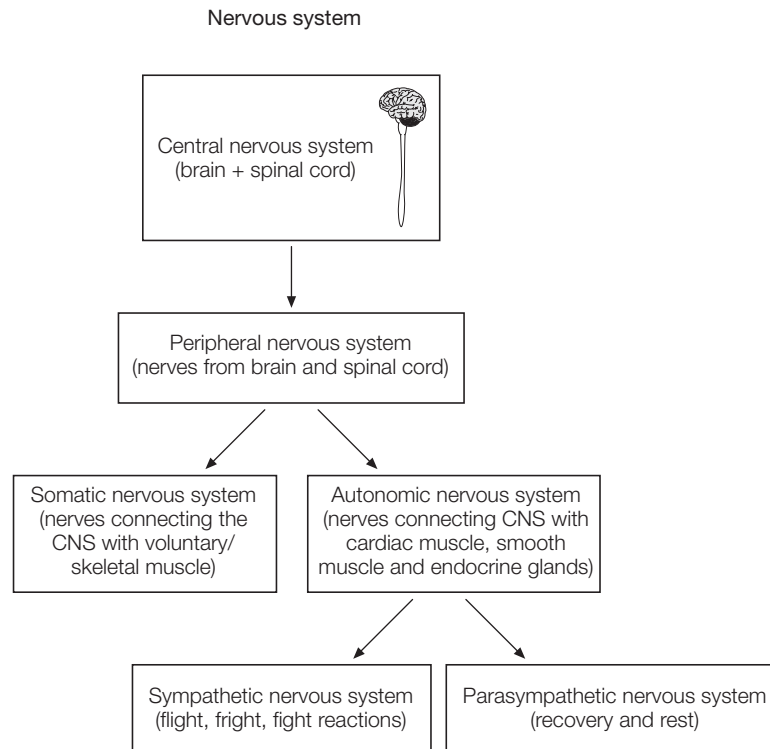 Nervous system
Central nervous system
(brain + spinal cord)
Peripheral nervous system
(nerves from brain and spinal cord)
Somatic nervous system
(nerves connecting the
CNS with voluntary/
skeletal muscle)
Autonomic nervous system
(nerves connecting CNS with
cardiac muscle, smooth
muscle and endocrine glands)
Sympathetic nervous system
(flight, fright, fight reactions)
Parasympathetic nervous system
(recovery and rest)